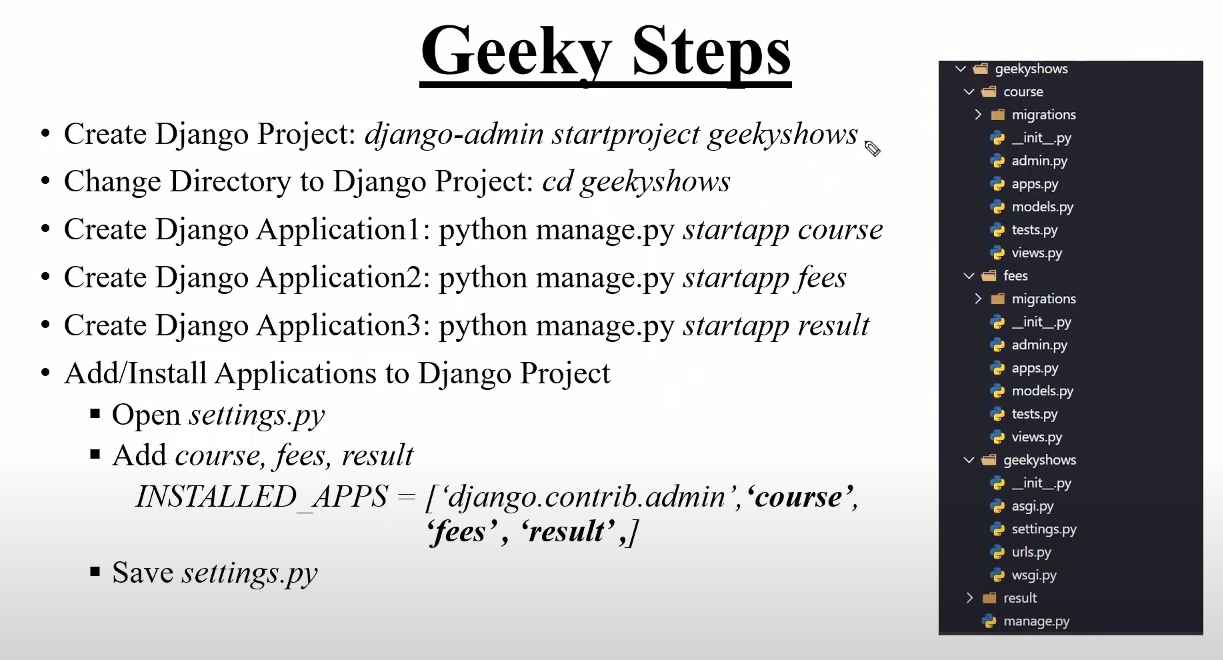 Geeky Steps
• Create Django Project: django-admin startproject geekyshows
• Change Directory to Django Project: cd geekyshows
• Create Django Application1: python manage.py startapp course
• Create Django Application2: python manage.py startapp fees
• Create Django Application3: python manage.py startapp result
• Add/Install Applications to Django Project
▪ Open settings.py
▪ Add course, fees, result
INSTALLED_APPS = [‘django.contrib.admin’,‘course’,
‘fees’ , ‘result’ ,]
▪ Save settings.py
geekyshows
course
migrations
__init__.py
admin.py
apps.py
models.py
tests.py
views.py
fees
migrations
__init__.py
admin.py
apps.py
models.py
tests.py
views.py
geekyshows
__init__.py
asgi.py
settings.py
urls.py
wsgi.py
result
manage.py